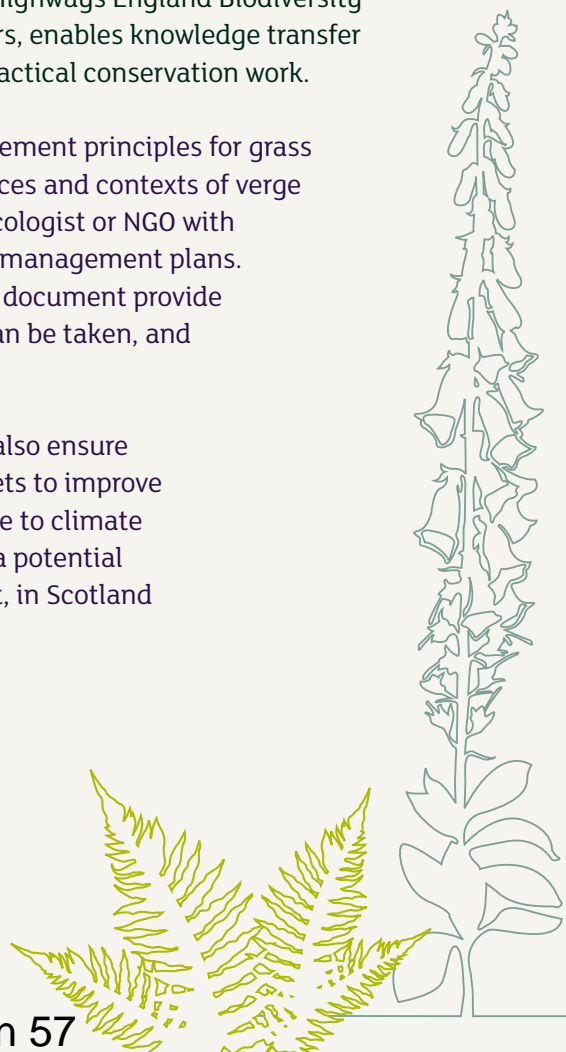 Highways England Biodiversity
rs, enables knowledge transfer
actical conservation work.
ement principles for grass
ces and contexts of verge
cologist or NGO with
management plans.
document provide
an be taken, and
also ensure
ets to improve
e to climate
a potential
t, in Scotland
n 57